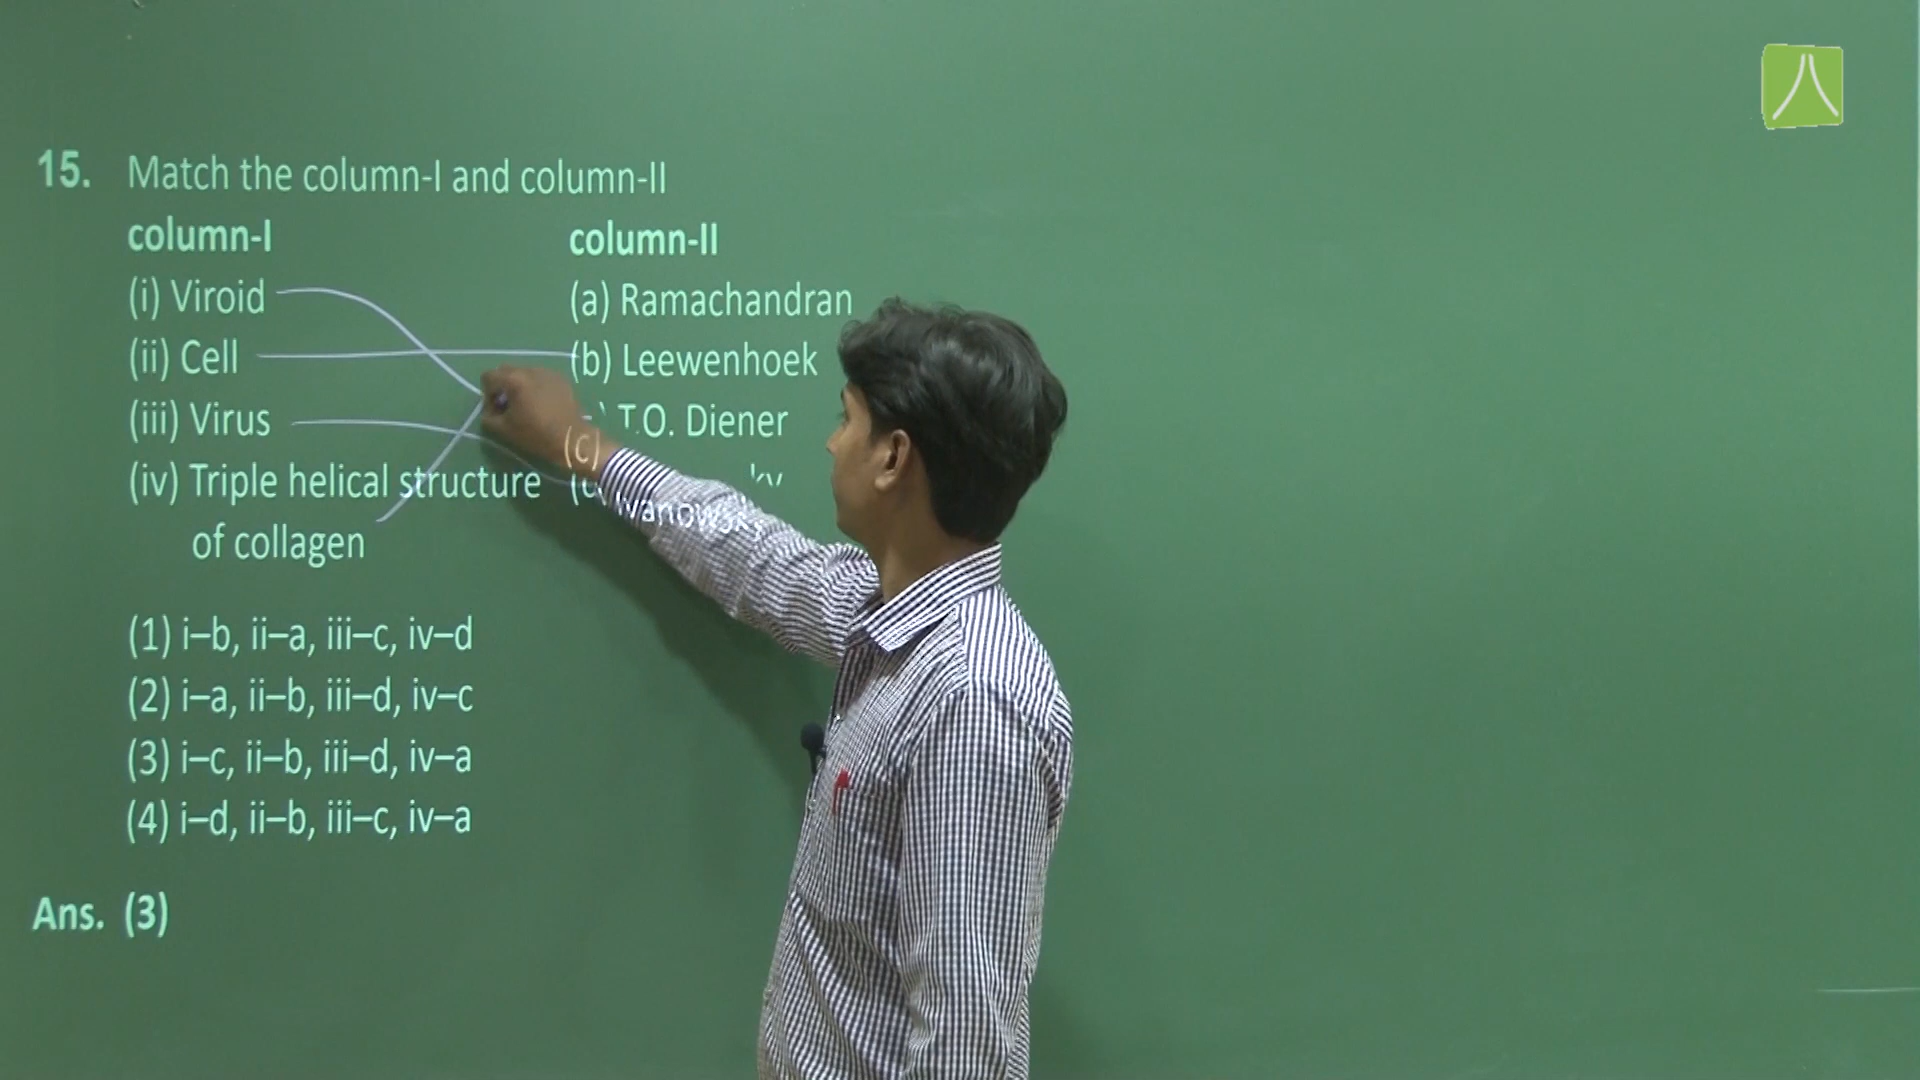 15. Match the column-I and column-II
column-I column-II
(i) Viroid (a) Ramachandran
(ii) Cell (b) Leewenhoek
(iii) Virus (c) T.O. Diener
(iv) Triple helical structure (d) Ivanowsky
of collagen
(1) i–b, ii–a, iii–c, iv–d
(2) i–a, ii–b, iii–d, iv–c
(3) i–c, ii–b, iii–d, iv–a
(4) i–d, ii–b, iii–c, iv–a
Ans. (3)